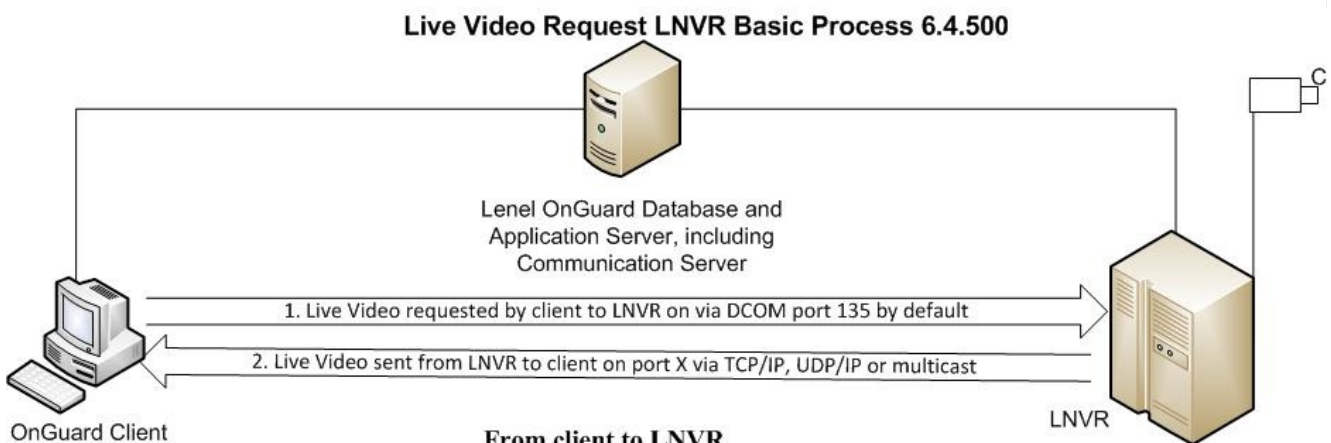 Live Video Request LNVR Basic Process 6.4.500
C
Lenel OnGuard Database and
Application Server, including
Communication Server
1. Live Video requested by client to LNVR on via DCOM port 135 by default
2. Live Video sent from LNVR to client on port X via TCP/IP, UDP/IP or multicast
OnGuard Client
LNVR
From client to LNVR